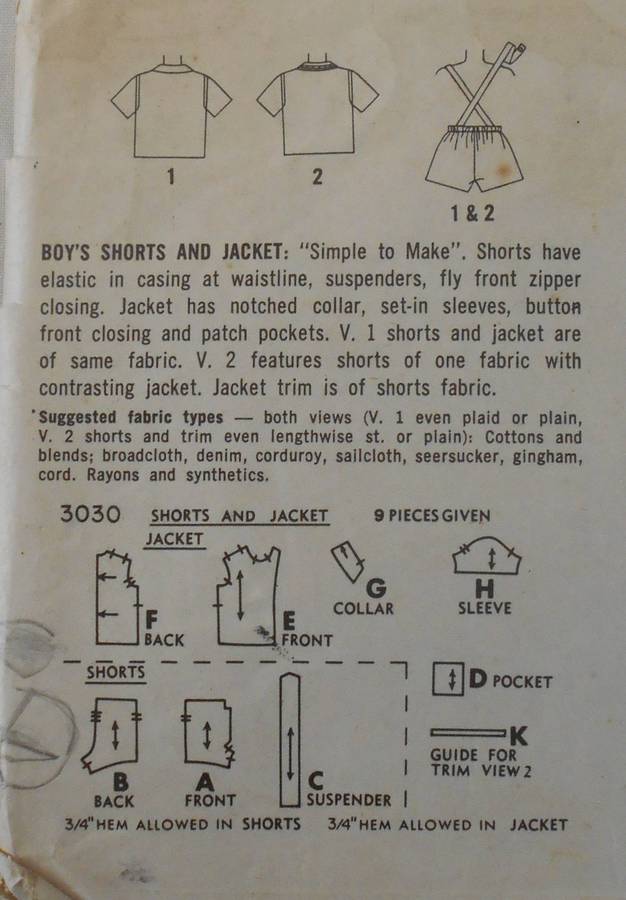 1
2
1 & 2
BOY'S SHORTS AND JACKET: "Simple to Make". Shorts have
elastic in casing at waistline, suspenders, fly front zipper
closing. Jacket has notched collar, set-in sleeves, button
front closing and patch pockets. V. 1 shorts and jacket are
of same fabric. V. 2 features shorts of one fabric with
contrasting jacket. Jacket trim is of shorts fabric.
Suggested fabric types — both views (V. 1 even plaid or plain,
V. 2 shorts and trim even lengthwise st. or plain): Cottons and
blends; broadcloth, denim, corduroy, sailcloth, seersucker, gingham,
cord. Rayons and synthetics.
3030 SHORTS AND JACKET 9 PIECES GIVEN
JACKET
F
BACK
E
FRONT
G
COLLAR
H
SLEEVE
SHORTS
B
BACK
A
FRONT
C
SUSPENDER
D POCKET
K
GUIDE FOR
TRIM VIEW 2
3/4" HEM ALLOWED IN SHORTS 3/4" HEM ALLOWED IN JACKET